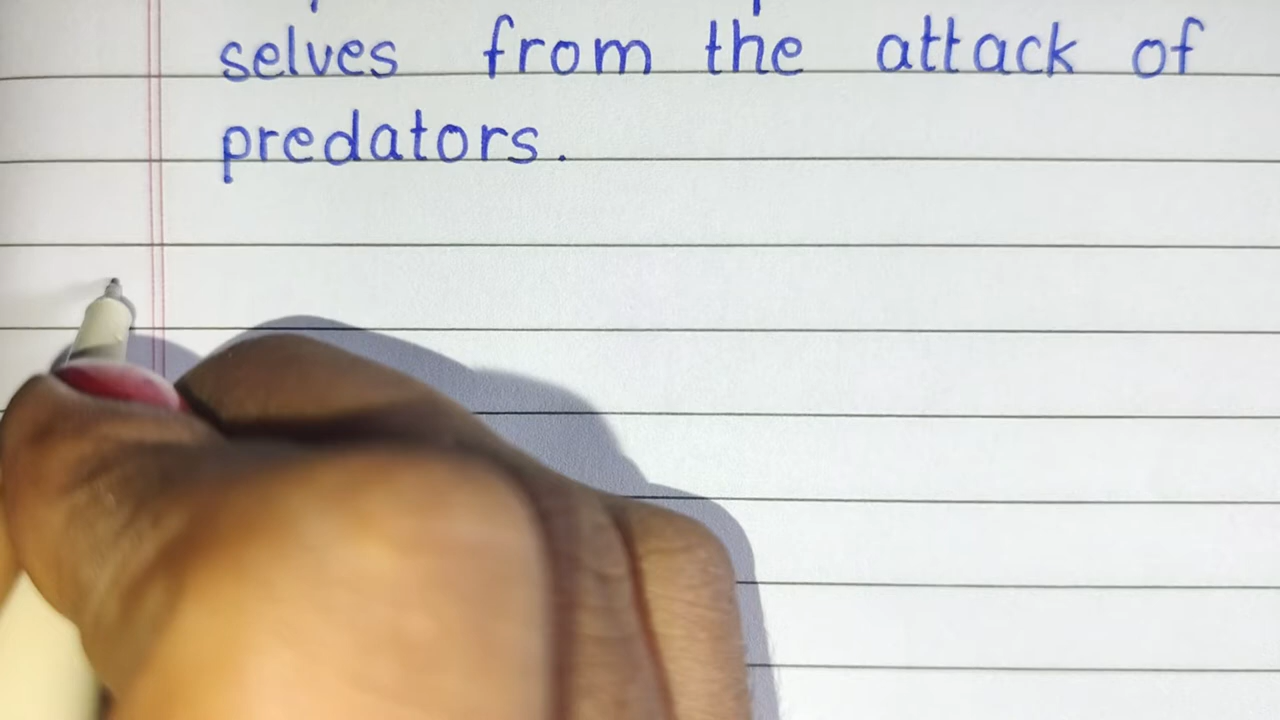 selves from the attack of
predators.